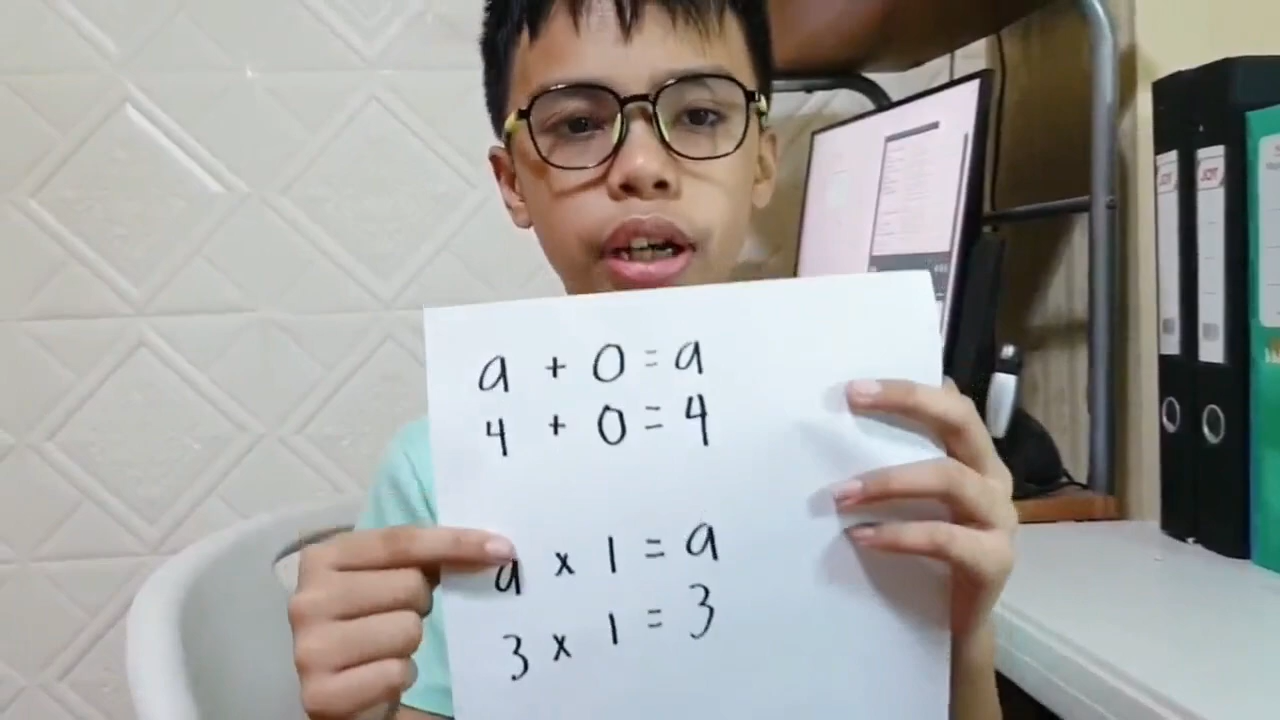 a + 0 = a
4 + 0 = 4
a x 1 = a
3 x 1 = 3